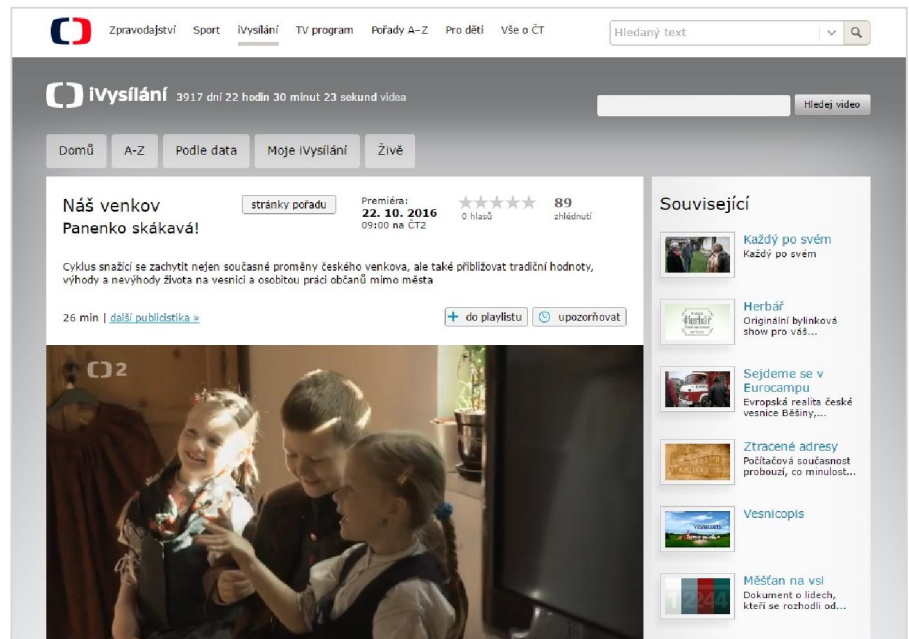 Zpravodajství Sport iVysílání TV program Pořady A–Z Pro děti Vše o ČT
Hledaný text
iVysílání 3917 dní 22 hodin 30 minut 23 sekund videa
Hledej video
Domů A-Z Podle data Moje iVysílání Živě
Náš venkov
Panenko skákavá!
stránky pořadu
Premiéra:
22. 10. 2016
09:00 na ČT2
0 hlasů
89
zhlédnutí
Cyklus snažící se zachytit nejen současné proměny českého venkova, ale také přibližovat tradiční hodnoty,
výhody a nevýhody života na vesnici a osobitou práci občanů mimo města
26 min | další publicistika »
do playlistu
upozorňovat
2
Související
Každý po svém
Každý po svém
Herbář
Herbář
Originální bylinková
show pro váš...
Sejdeme se v
Eurocampu
Evropská realita české
vesnice Běšiny,...
Ztracené adresy
Počítačová současnost
probouzí, co minulost...
VESNICOPIS
Vesnicopis
1244
Měšťan na vsi
Dokument o lidech,
kteří se rozhodli od...